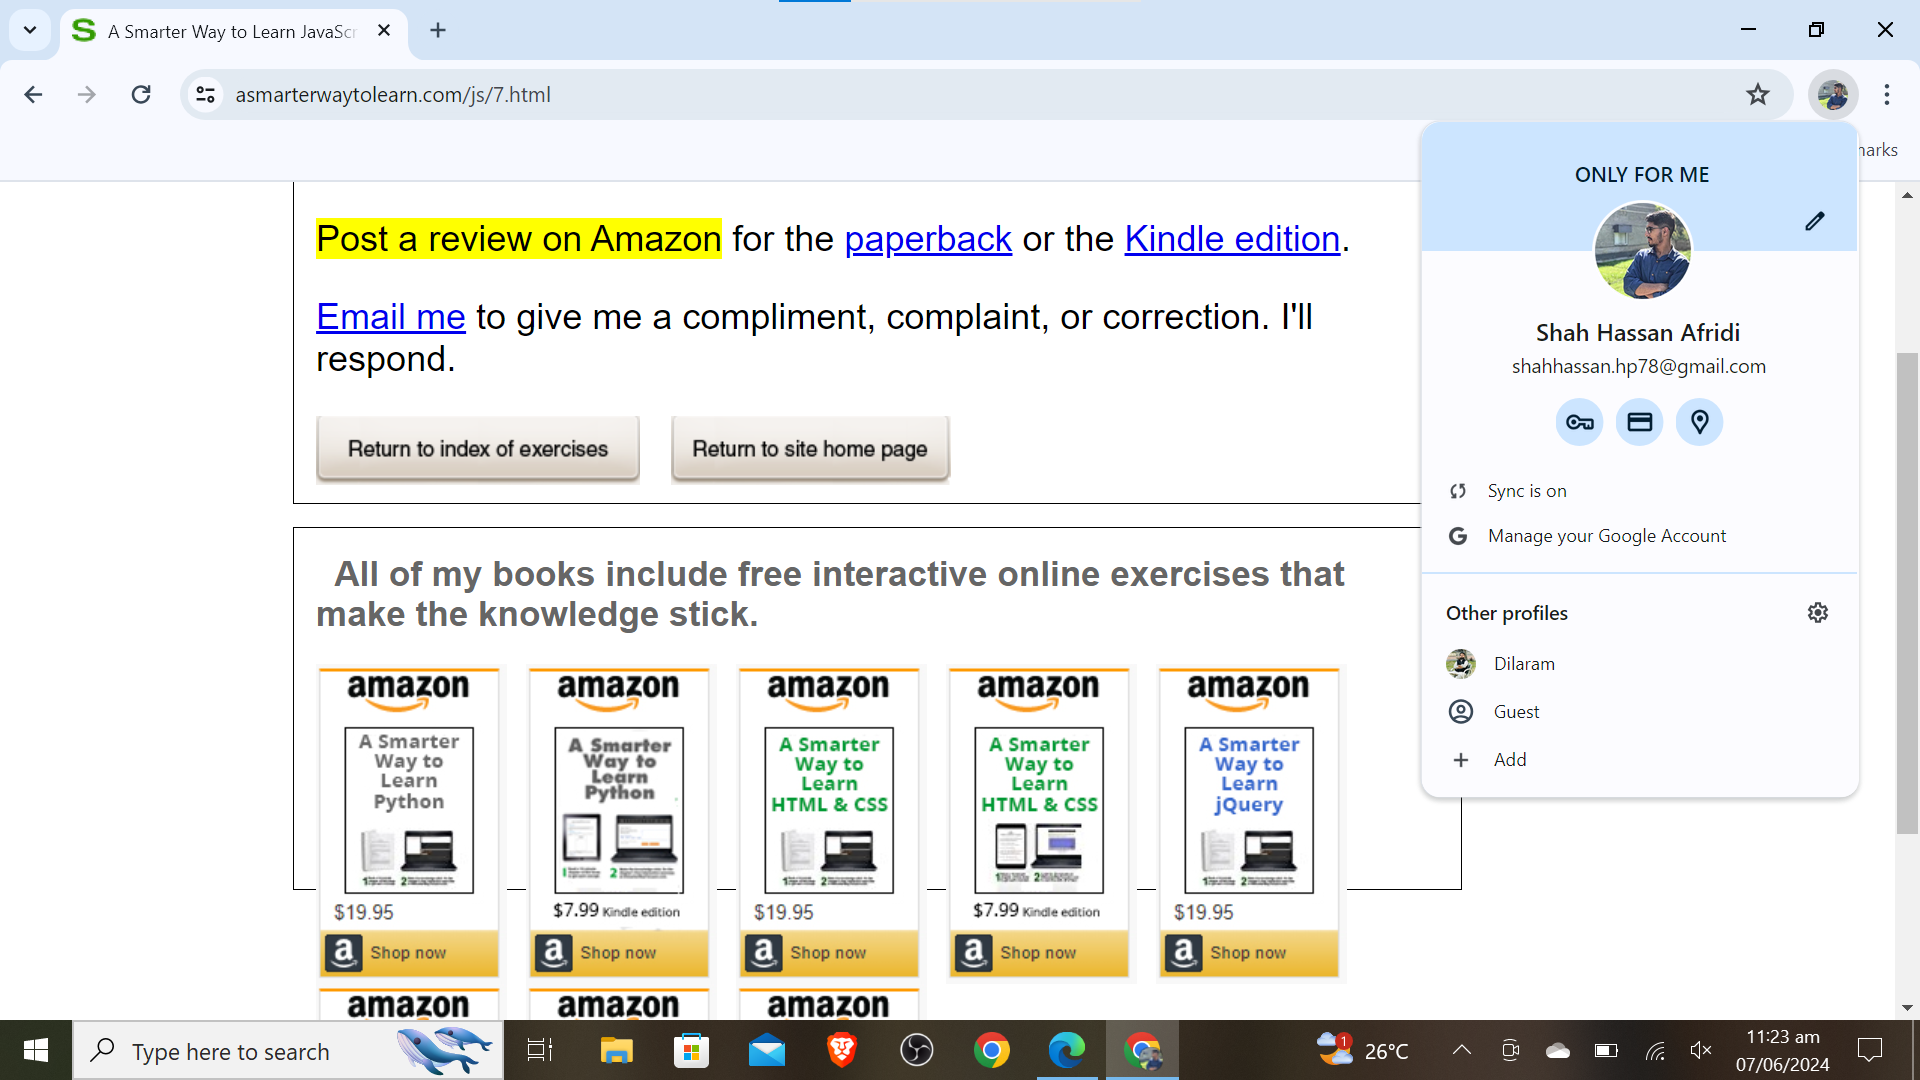 A Smarter Way to Learn JavaScr
asmarterwaytolearn.com/js/7.html
marks
ONLY FOR ME
Shah Hassan Afridi
shahhassan.hp78@gmail.com
Sync is on
Manage your Google Account
Other profiles
Dilaram
Guest
Add
Post a review on Amazon for the paperback or the Kindle edition.
Email me to give me a compliment, complaint, or correction. I'll
respond.
Return to index of exercises
Return to site home page
All of my books include free interactive online exercises that
make the knowledge stick.
amazon
A Smarter
Way to
Learn
Python
$19.95
Shop now
amazon
A Smarter
Way to
Learn
Python
$7.99 Kindle edition
Shop now
amazon
A Smarter
Way to
Learn
HTML & CSS
$19.95
Shop now
amazon
A Smarter
Way to
Learn
HTML & CSS
$7.99 Kindle edition
Shop now
amazon
A Smarter
Way to
Learn
jQuery
$19.95
Shop now
amazon
amazon
amazon
Type here to search
1
26°C
11:23 am
07/06/2024